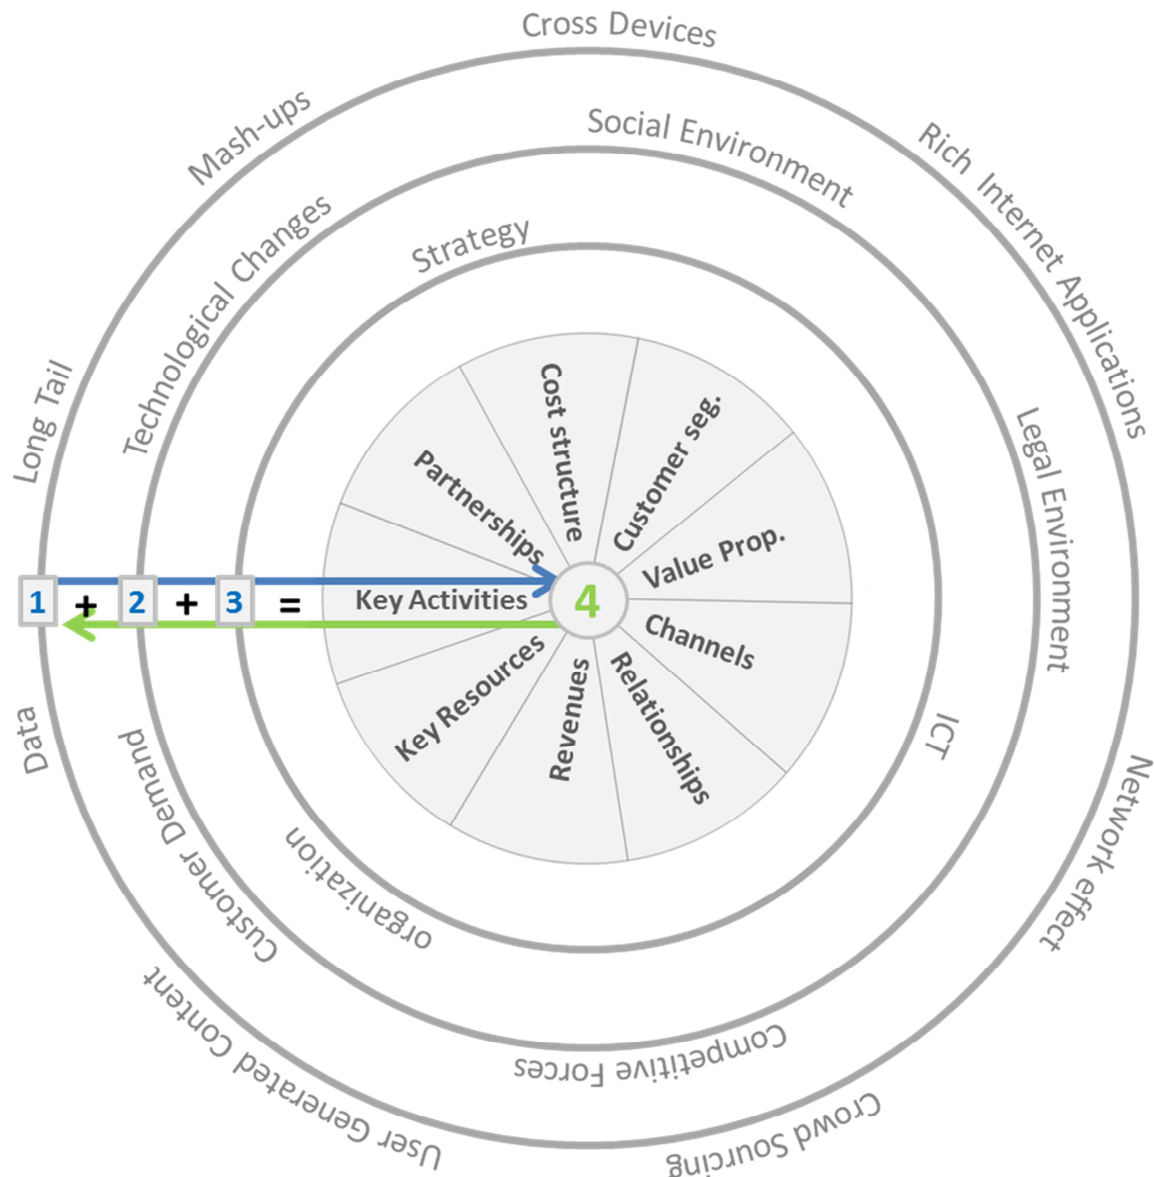 Cross Devices
Rich Internet Applications
Network effect
Crowd Sourcing
User Generated Content
Data
Long Tail
Mash-ups
Social Environment
Legal Environment
Competitive Forces
Customer Demand
Technological Changes
Strategy
ICT
organization
Cost structure
Customer seg.
Value Prop.
Channels
Relationships
Revenues
Key Resources
Key Activities
Partnerships
1 + 2 + 3 = 4